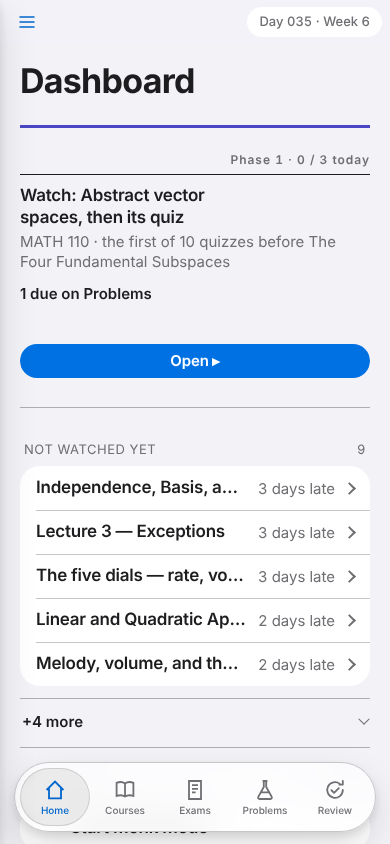 Day 035 · Week 6
Dashboard
Phase 1 · 0 / 3 today
Watch: Abstract vector
spaces, then its quiz
MATH 110 · the first of 10 quizzes before The
Four Fundamental Subspaces
1 due on Problems
Open ▸
NOT WATCHED YET 9
Independence, Basis, a... 3 days late
Lecture 3 — Exceptions 3 days late
The five dials — rate, vo... 3 days late
Linear and Quadratic Ap... 2 days late
Melody, volume, and th... 2 days late
+4 more
Home Courses Exams Problems Review